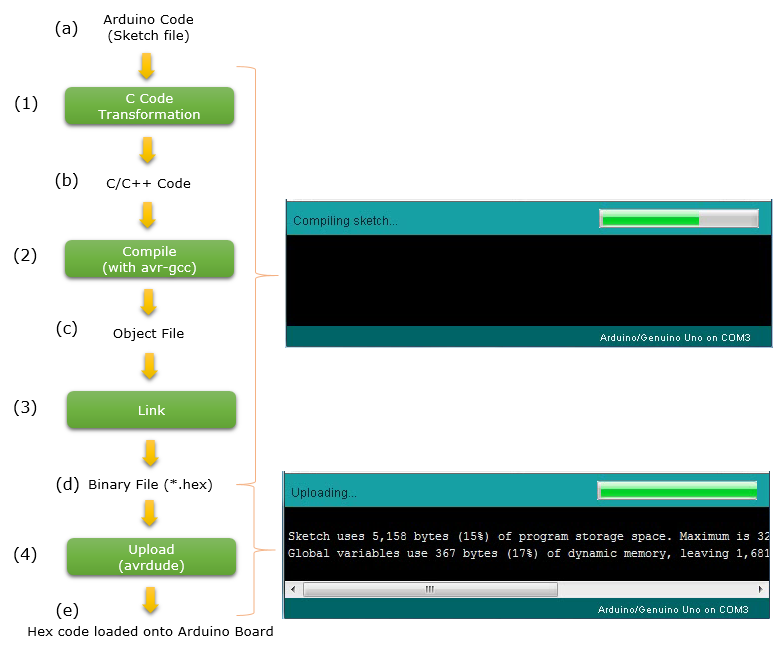 (a)
Arduino Code
(Sketch file)
(1)
C Code
Transformation
(b)
C/C++ Code
(2)
Compile
(with avr-gcc)
(c)
Object File
(3)
Link
(d)
Binary File (*.hex)
(4)
Upload
(avrdude)
(e)
Hex code loaded onto Arduino Board
Compiling sketch...
Arduino/Genuino Uno on COM3
Uploading...
Sketch uses 5,158 bytes (15%) of program storage space. Maximum is 32
Global variables use 367 bytes (17%) of dynamic memory, leaving 1,681
Arduino/Genuino Uno on COM3